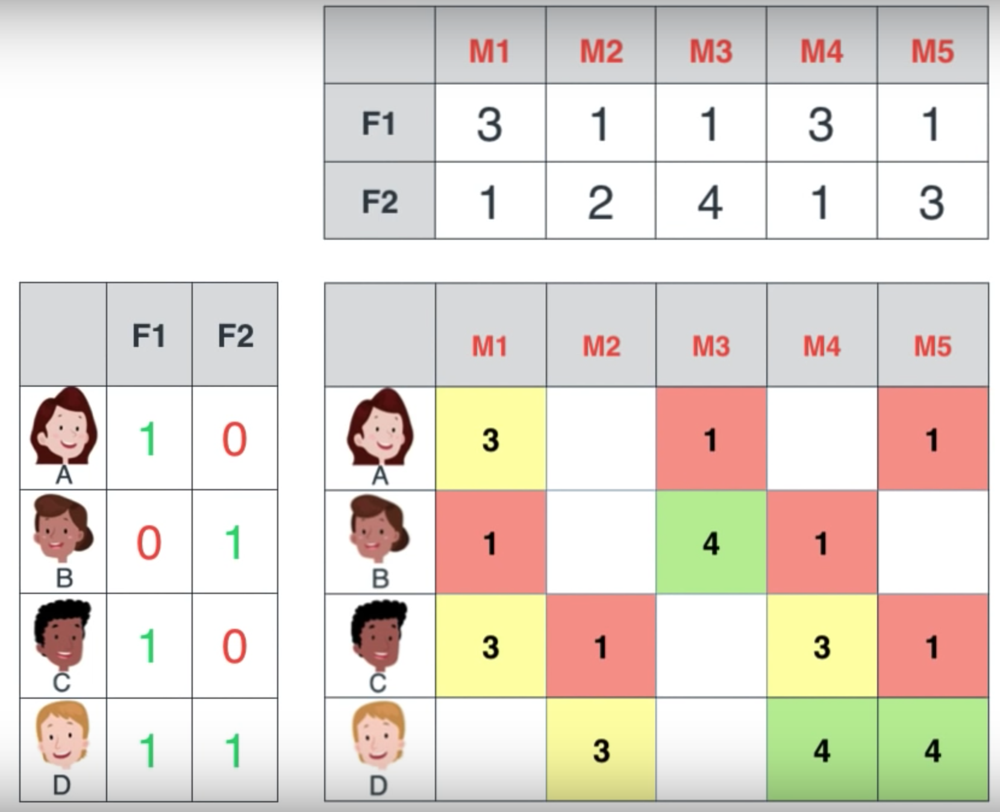 M1 M2 M3 M4 M5
F1 3 1 1 3 1
F2 1 2 4 1 3
F1 F2
A 1 0
B 0 1
C 1 0
D 1 1
M1 M2 M3 M4 M5
A 3 1 1
B 1 4 1
C 3 1 3 1
D 3 4 4